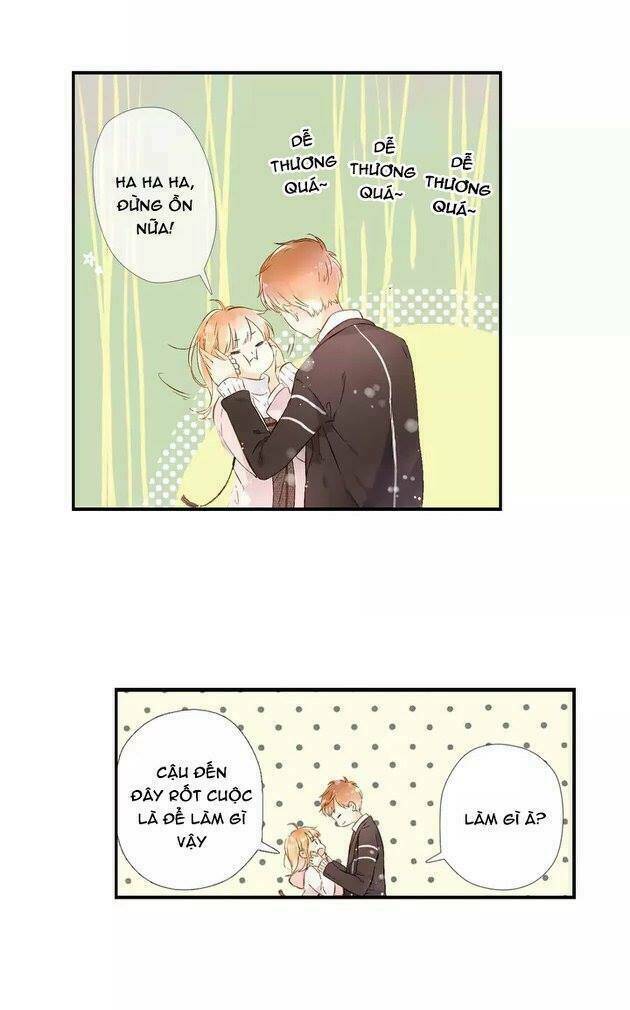 HA HA HA,
ĐỪNG ỒN
NỮA!
DỄ
THƯƠNG
QUÁ~
DỄ
THƯƠNG
QUÁ~
DỄ
THƯƠNG
QUÁ~
CẬU ĐẾN
ĐÂY RỐT CUỘC
LÀ ĐỂ LÀM GÌ
VẬY
LÀM GÌ À?